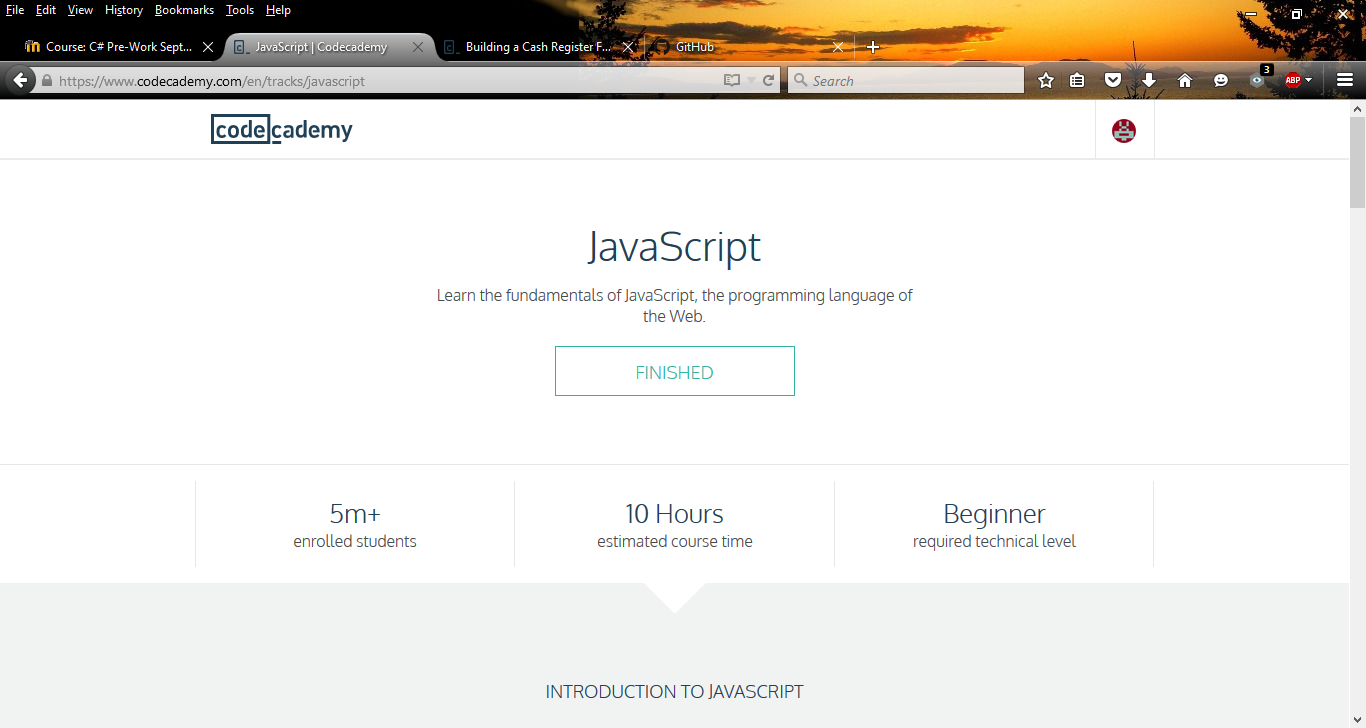 File Edit View History Bookmarks Tools Help
Course: C# Pre-Work Sept...
JavaScript | Codecademy
Building a Cash Register F...
GitHub
https://www.codecademy.com/en/tracks/javascript
Search
3
ABP
codecademy
JavaScript
Learn the fundamentals of JavaScript, the programming language of
the Web.
FINISHED
5m+
enrolled students
10 Hours
estimated course time
Beginner
required technical level
INTRODUCTION TO JAVASCRIPT